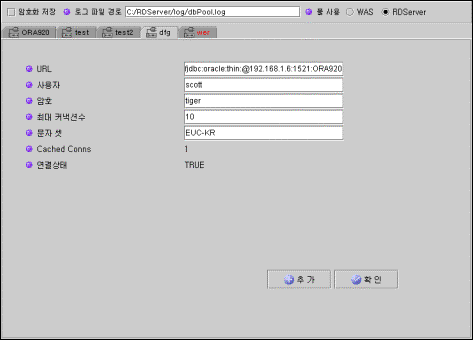 암호화 저장 로그 파일 경로 C:/RDServer/log/dbPool.log 풀 사용 WAS RDServer
ORA920 test test2 dfg wer
URL jdbc:oracle:thin:@192.168.1.6:1521:ORA920
사용자 scott
암호 tiger
최대 커넥션수 10
문자 셋 EUC-KR
Cached Conns 1
연결상태 TRUE
추가 확인